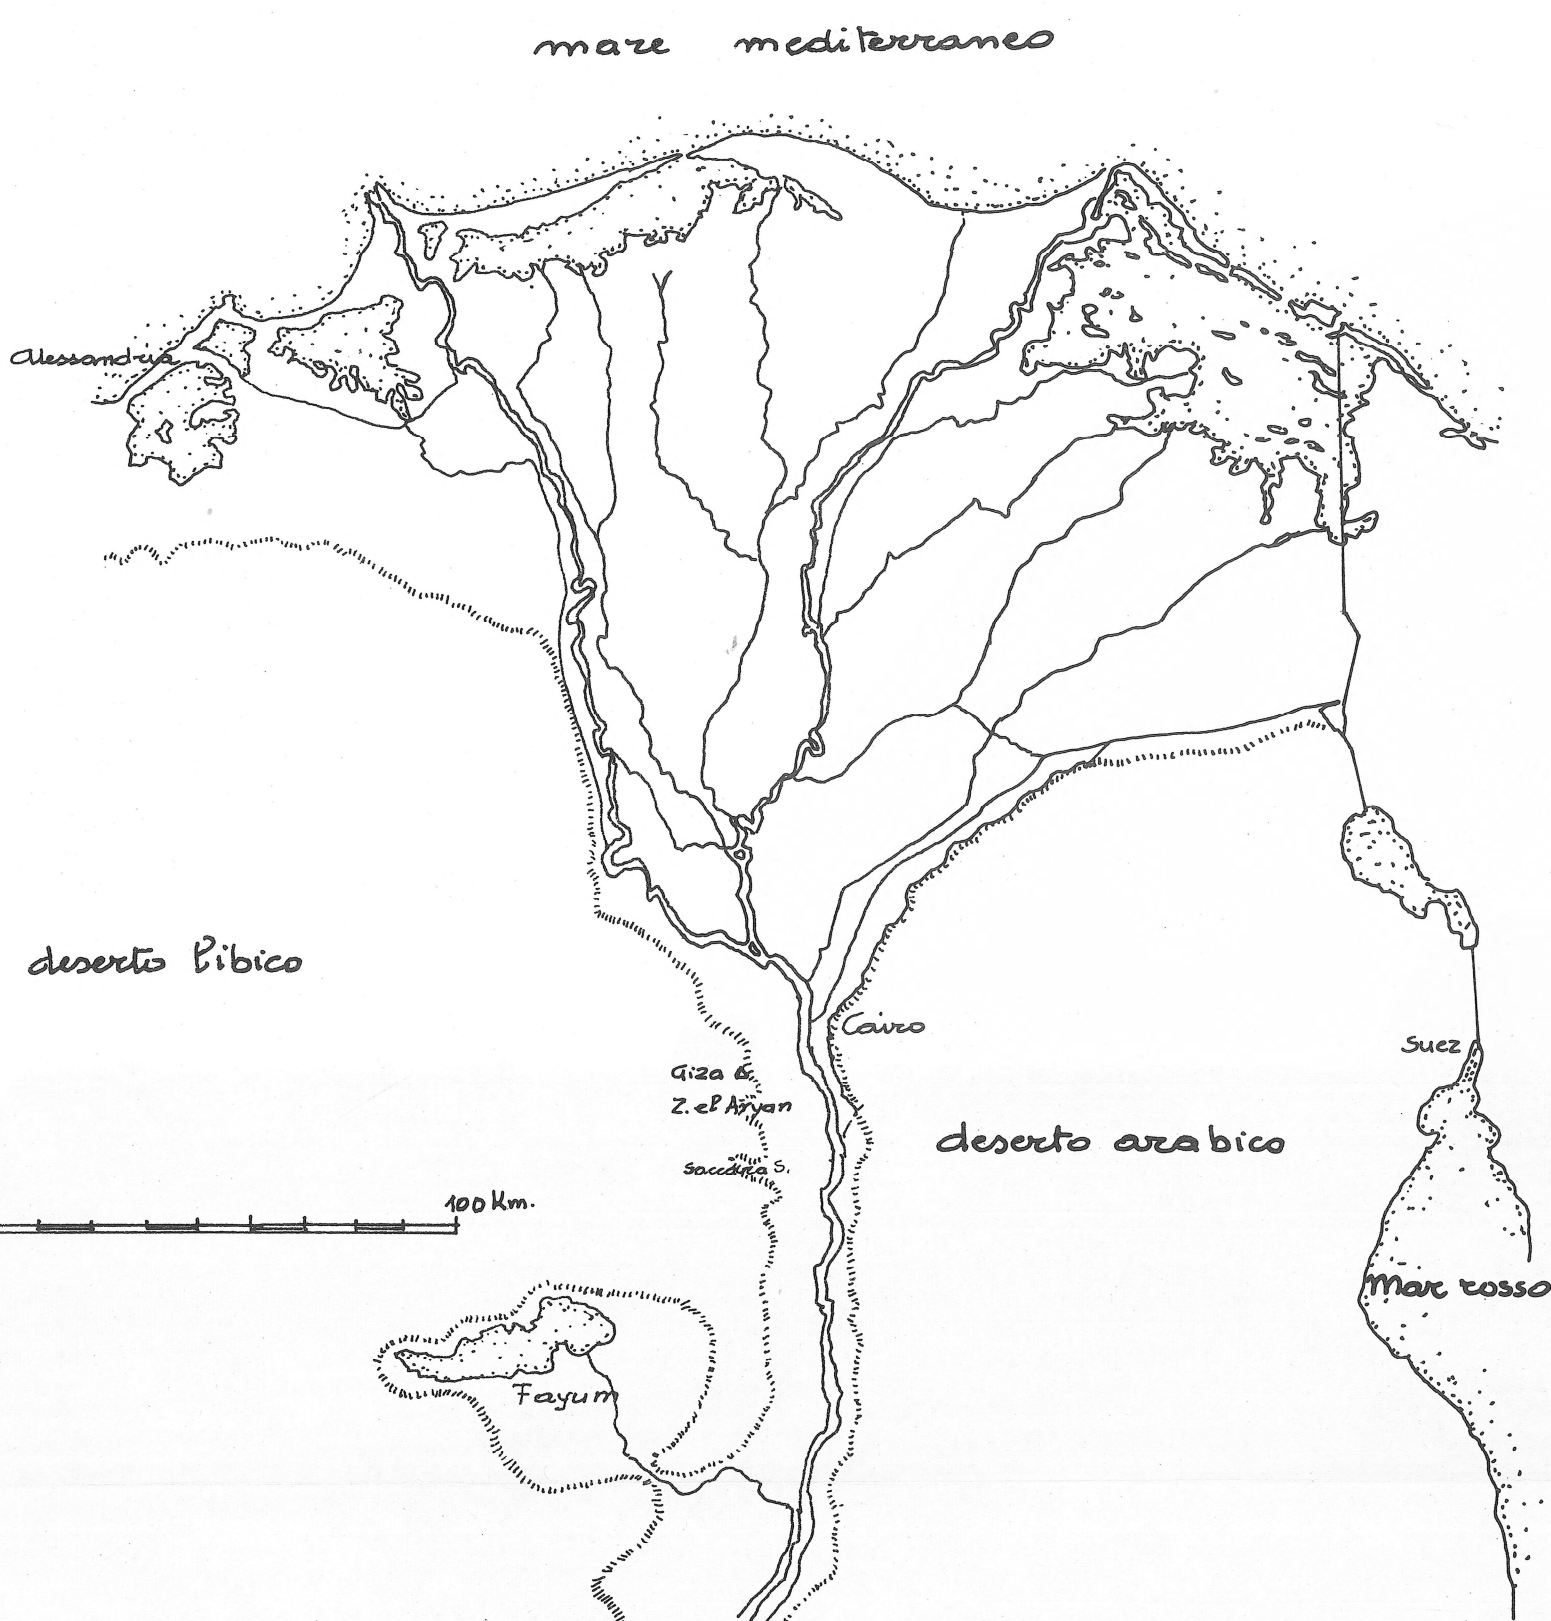 mare mediterraneo
Alessandria
deserto libico
Cairo
Suez
Giza
Z. el Aryan
deserto arabico
Saccara S.
100 Km.
Mar rosso
Fayum